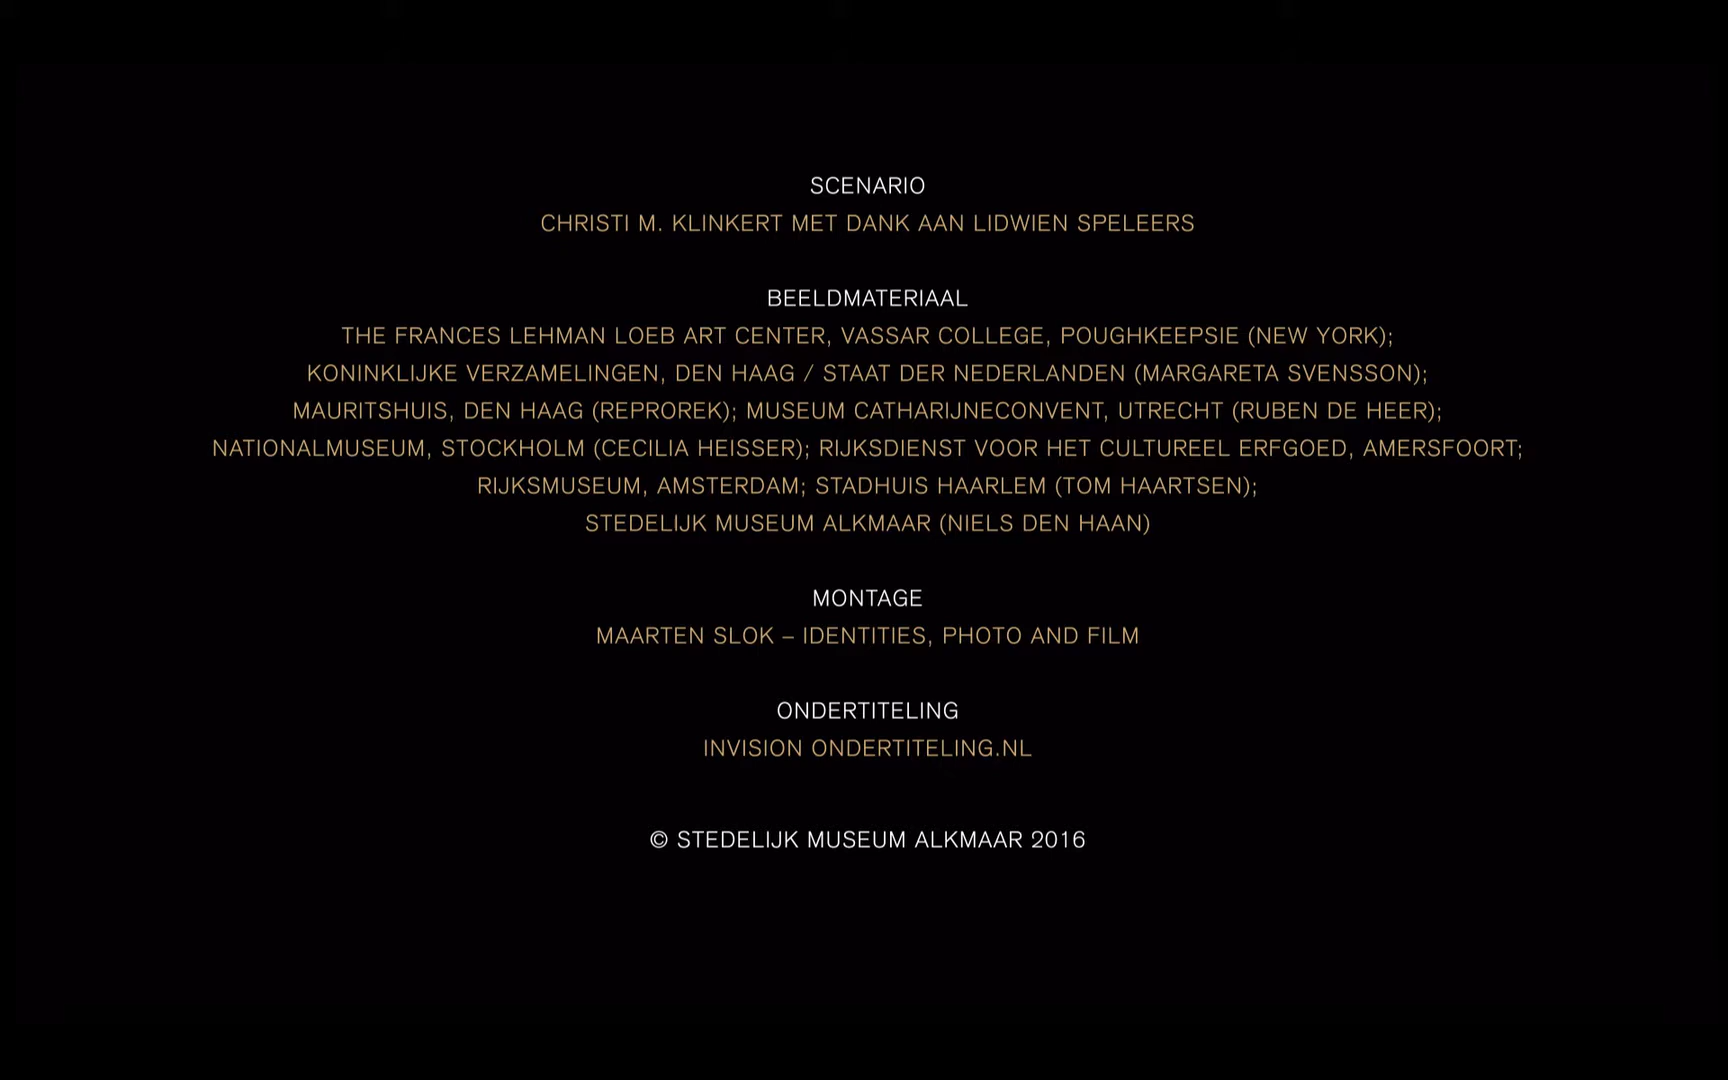 SCENARIO
CHRISTI M. KLINKERT MET DANK AAN LIDWIEN SPELEERS
BEELDMATERIAAL
THE FRANCES LEHMAN LOEB ART CENTER, VASSAR COLLEGE, POUGHKEEPSIE (NEW YORK);
KONINKLIJKE VERZAMELINGEN, DEN HAAG / STAAT DER NEDERLANDEN (MARGARETA SVENSSON);
MAURITSHUIS, DEN HAAG (REPROREK); MUSEUM CATHARIJNECONVENT, UTRECHT (RUBEN DE HEER);
NATIONALMUSEUM, STOCKHOLM (CECILIA HEISSER); RIJKSDIENST VOOR HET CULTUREEL ERFGOED, AMERSFOORT;
RIJKSMUSEUM, AMSTERDAM; STADHUIS HAARLEM (TOM HAARTSEN);
STEDELIJK MUSEUM ALKMAAR (NIELS DEN HAAN)
MONTAGE
MAARTEN SLOK – IDENTITIES, PHOTO AND FILM
ONDERTITELING
INVISION ONDERTITELING.NL
© STEDELIJK MUSEUM ALKMAAR 2016